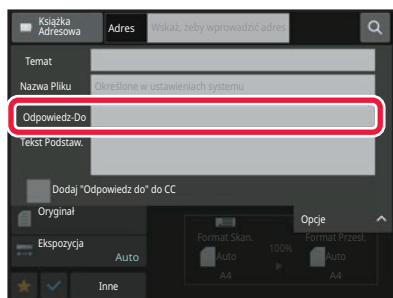 Książka
Adresowa
Adres
Wskaż, żeby wprowadzić adres
Temat
Nazwa Pliku
Określone w ustawieniach systemu
Odpowiedz-Do
Tekst Podstaw.
Dodaj "Odpowiedz do" do CC
Oryginał
Opcje
Ekspozycja
Auto
Format Skan.
100%
Format Przesł.
Auto
Auto
A4
A4
Inne